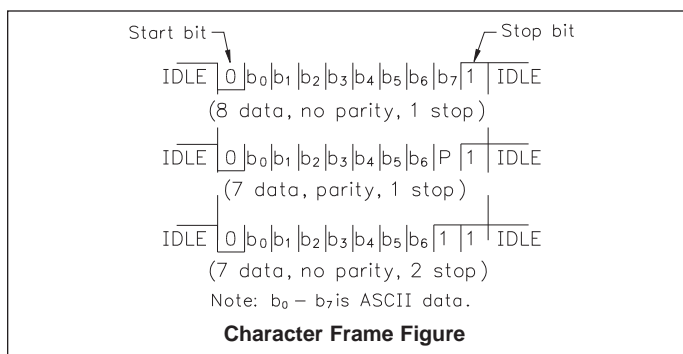 Start bit Stop bit
IDLE 0 b₀ b₁ b₂ b₃ b₄ b₅ b₆ b₇ 1 IDLE
(8 data, no parity, 1 stop)
IDLE 0 b₀ b₁ b₂ b₃ b₄ b₅ b₆ P 1 IDLE
(7 data, parity, 1 stop)
IDLE 0 b₀ b₁ b₂ b₃ b₄ b₅ b₆ 1 1 IDLE
(7 data, no parity, 2 stop)
Note: b₀ – b₇ is ASCII data.
Character Frame Figure